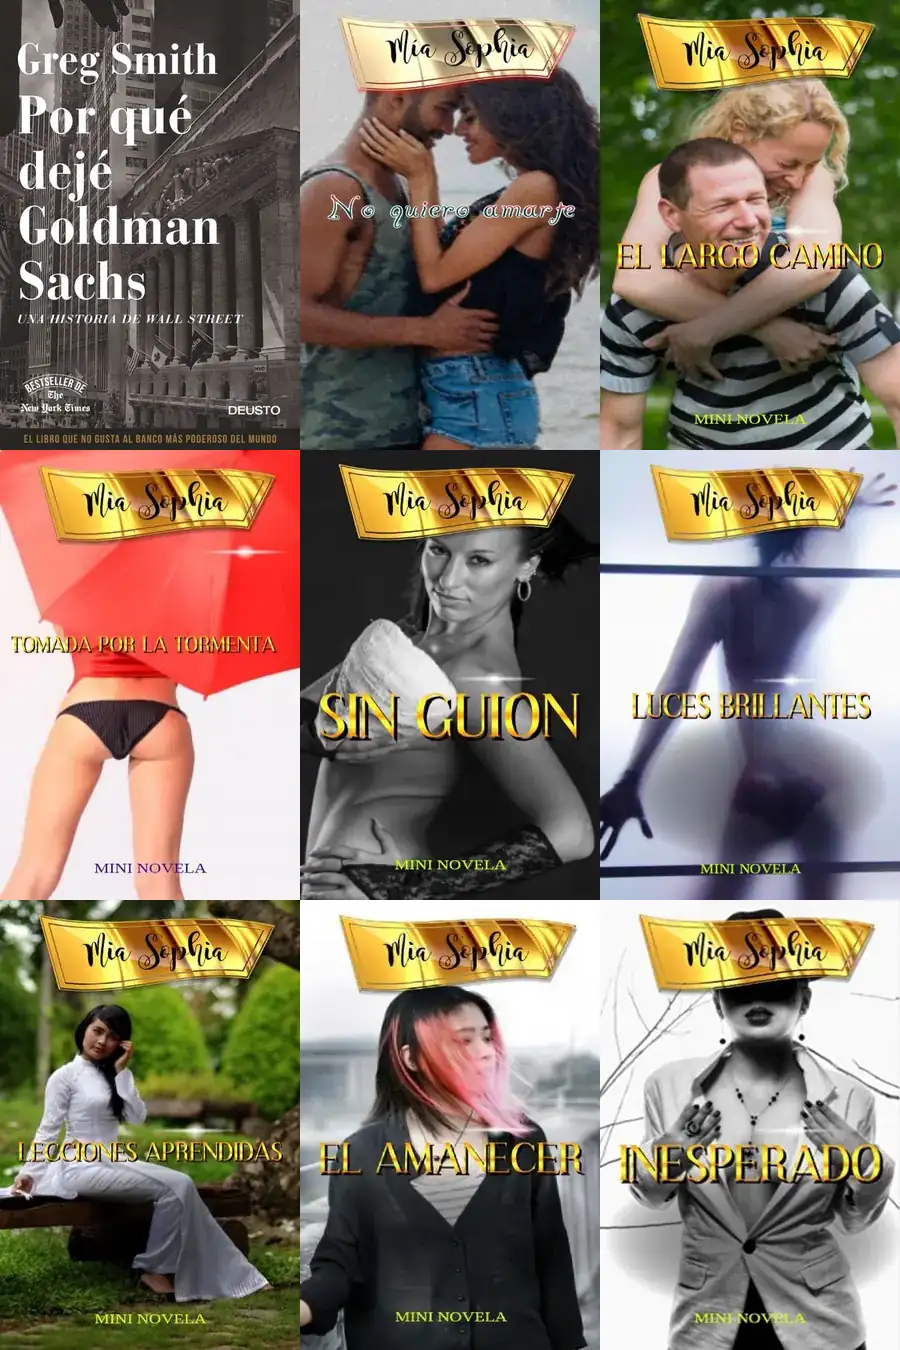 Greg Smith
Por qué
dejé
Goldman
Sachs
UNA HISTORIA DE WALL STREET
BESTSELLER DE
The
New York Times
DEUSTO
EL LIBRO QUE NO GUSTA AL BANCO MÁS PODEROSO DEL MUNDO
Mia Sophia
No quiero amarte
Mia Sophia
EL LARGO CAMINO
MINI NOVELA
Mia Sophia
TOMADA POR LA TORMENTA
MINI NOVELA
Mia Sophia
SIN GUION
MINI NOVELA
Mia Sophia
LUCES BRILLANTES
MINI NOVELA
Mia Sophia
LECCIONES APRENDIDAS
MINI NOVELA
Mia Sophia
EL AMANECER
MINI NOVELA
Mia Sophia
INESPERADO
MINI NOVELA